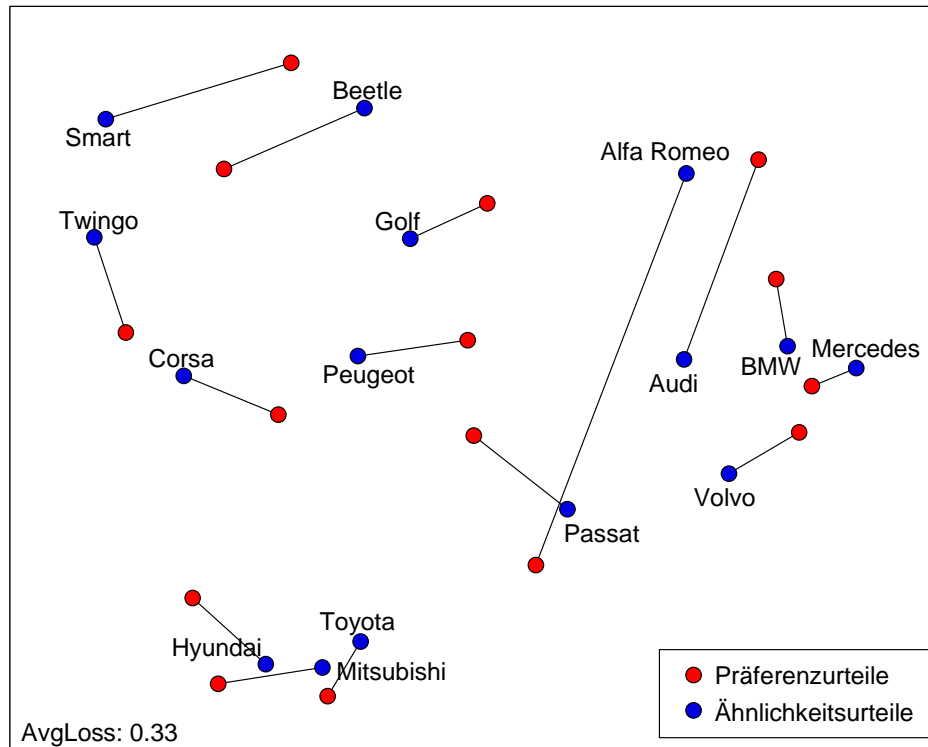 Beetle
Smart
Alfa Romeo
Twingo
Golf
Corsa
Peugeot
Audi
BMW
Mercedes
Volvo
Passat
Toyota
Hyundai
Mitsubishi
Präferenzurteile
Ähnlichkeitsurteile
AvgLoss: 0.33